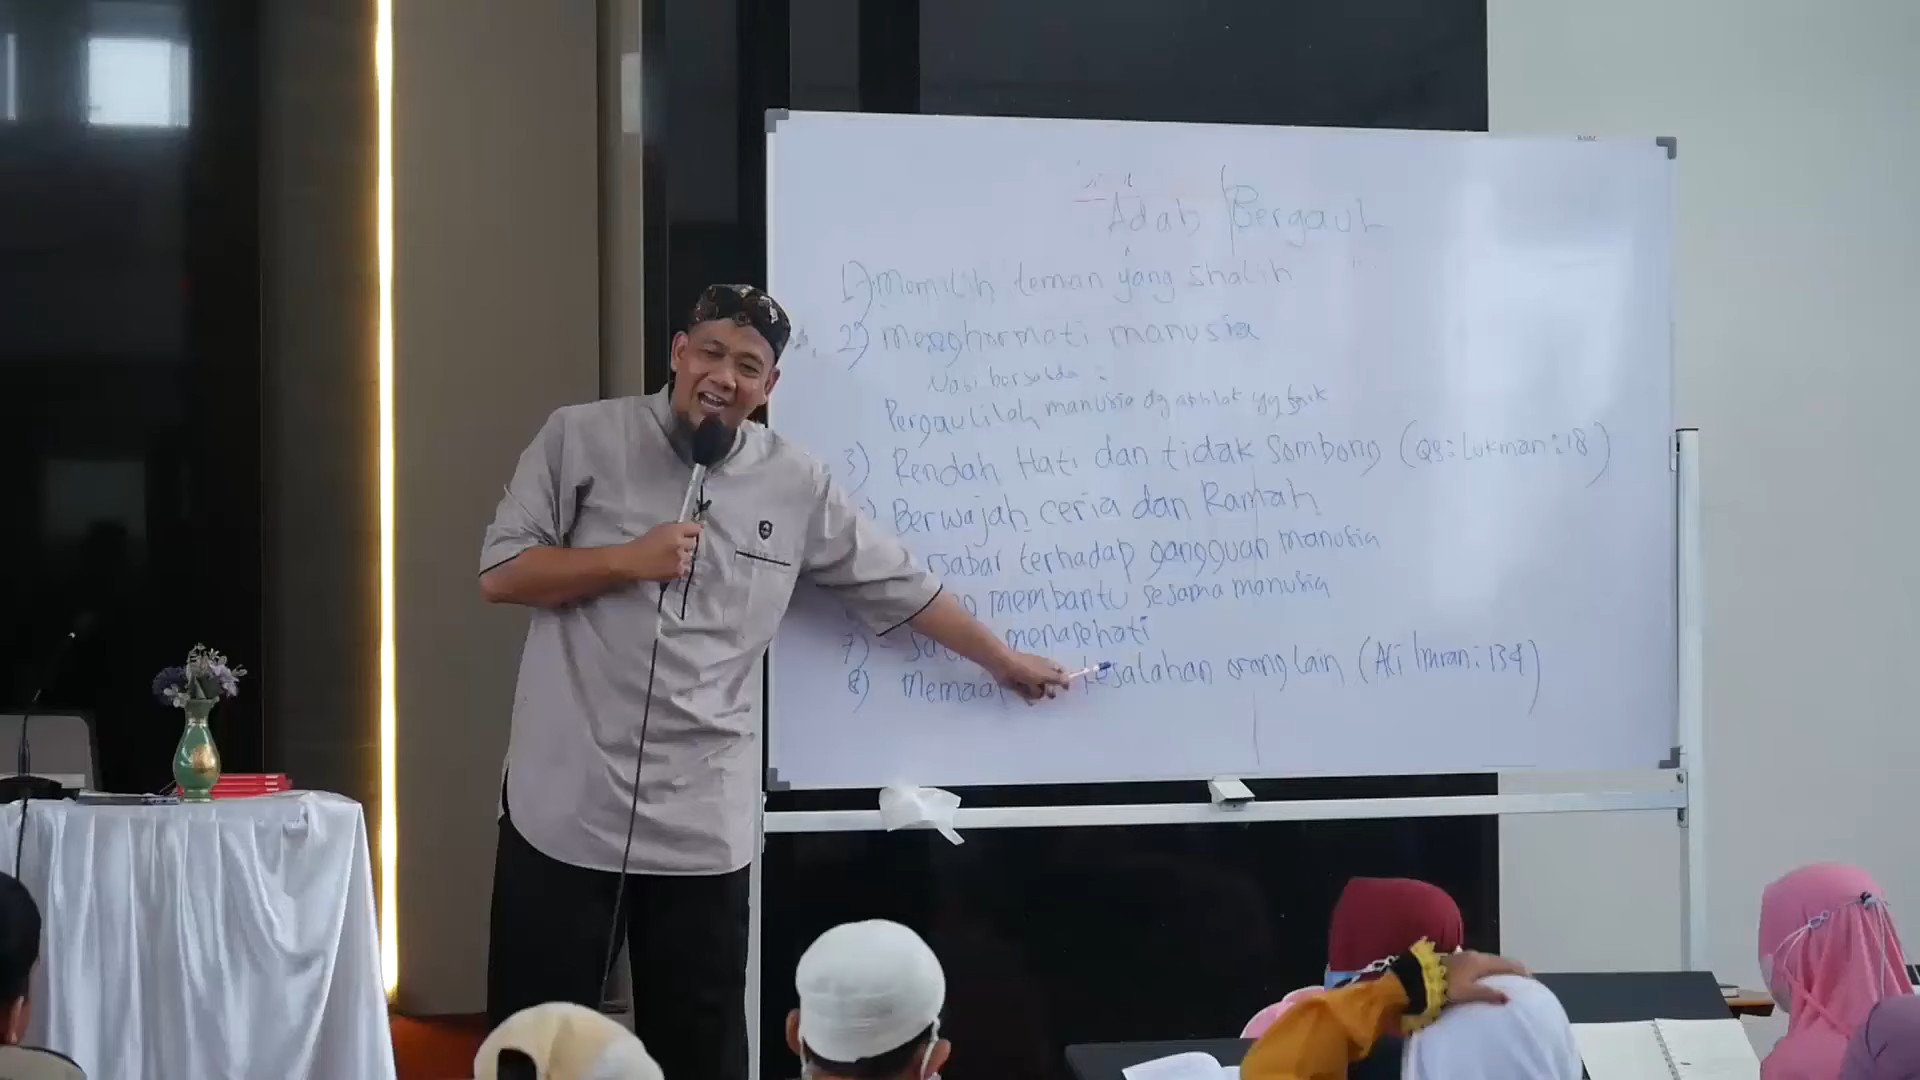 Adab Bergaul
1) Memilih teman yang shalih
2) Menghormati manusia
Nabi bersabda :
Pergaulilah manusia dg akhlak yg baik
3) Rendah Hati dan tidak Sombong (QS: Lukman: 18)
) Berwajah ceria dan Ramah
rsabar terhadap gangguan manusia
membantu sesama manusia
7) menasehati
8) Memaaf kesalahan orang lain (Ali Imran: 134)